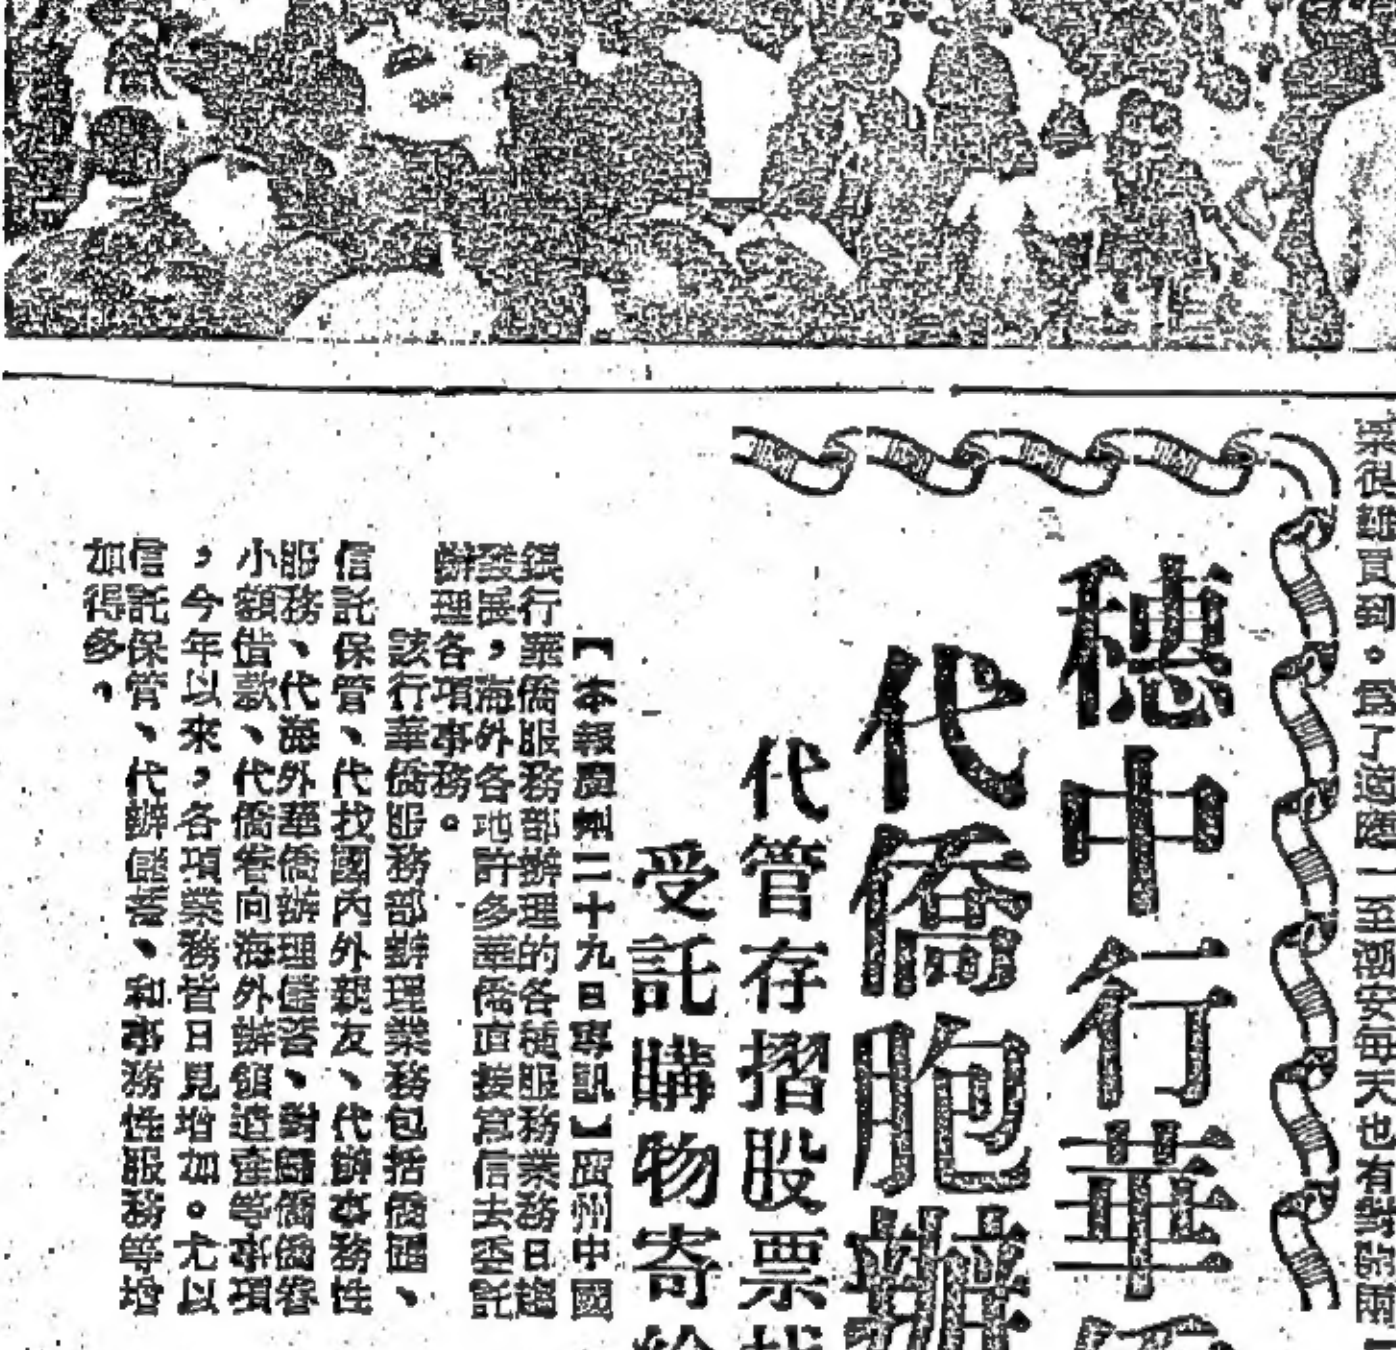 很難買到。為了適應
至
安每天也有
穗中行華
代僑胞辦
代管存摺股票
受託購物寄
【本報廣州二十九日專訊】廣州中國
銀行華僑服務部辦理的各種服務業務日趨
發展,海外各地許多華僑直接寫信去委託
辦理各項事務。
該行華僑服務部辦理業務包括僑匯、
信託保管、代找國內外親友、代辦事務性
服務、代海外華僑辦理儲蓄、對歸僑僑眷
小額借款、代僑眷向海外辦領遺產等事項
,今年以來,各項業務皆日見增加。尤以
信託保管、代辦儲蓄、和事務性服務等增
加得多。